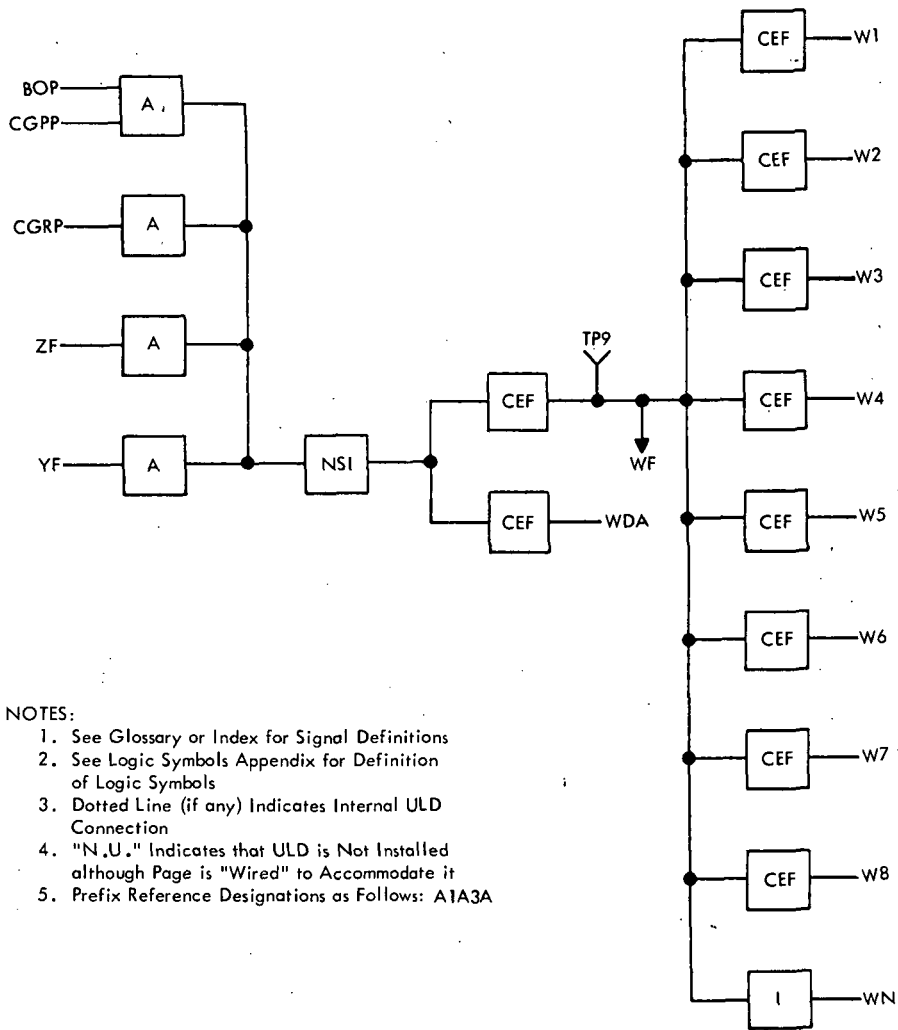 CEF W1
BOP
CGPP
A
CEF W2
CGRP A
CEF W3
ZF A
TP9
CEF
CEF W4
WF
YF A
NSI
CEF WDA
CEF W5
CEF W6
NOTES:
1. See Glossary or Index for Signal Definitions
2. See Logic Symbols Appendix for Definition
of Logic Symbols
3. Dotted Line (if any) Indicates Internal ULD
Connection
4. "N.U." Indicates that ULD is Not Installed
although Page is "Wired" to Accommodate it
5. Prefix Reference Designations as Follows: A1A3A
CEF W7
CEF W8
I WN